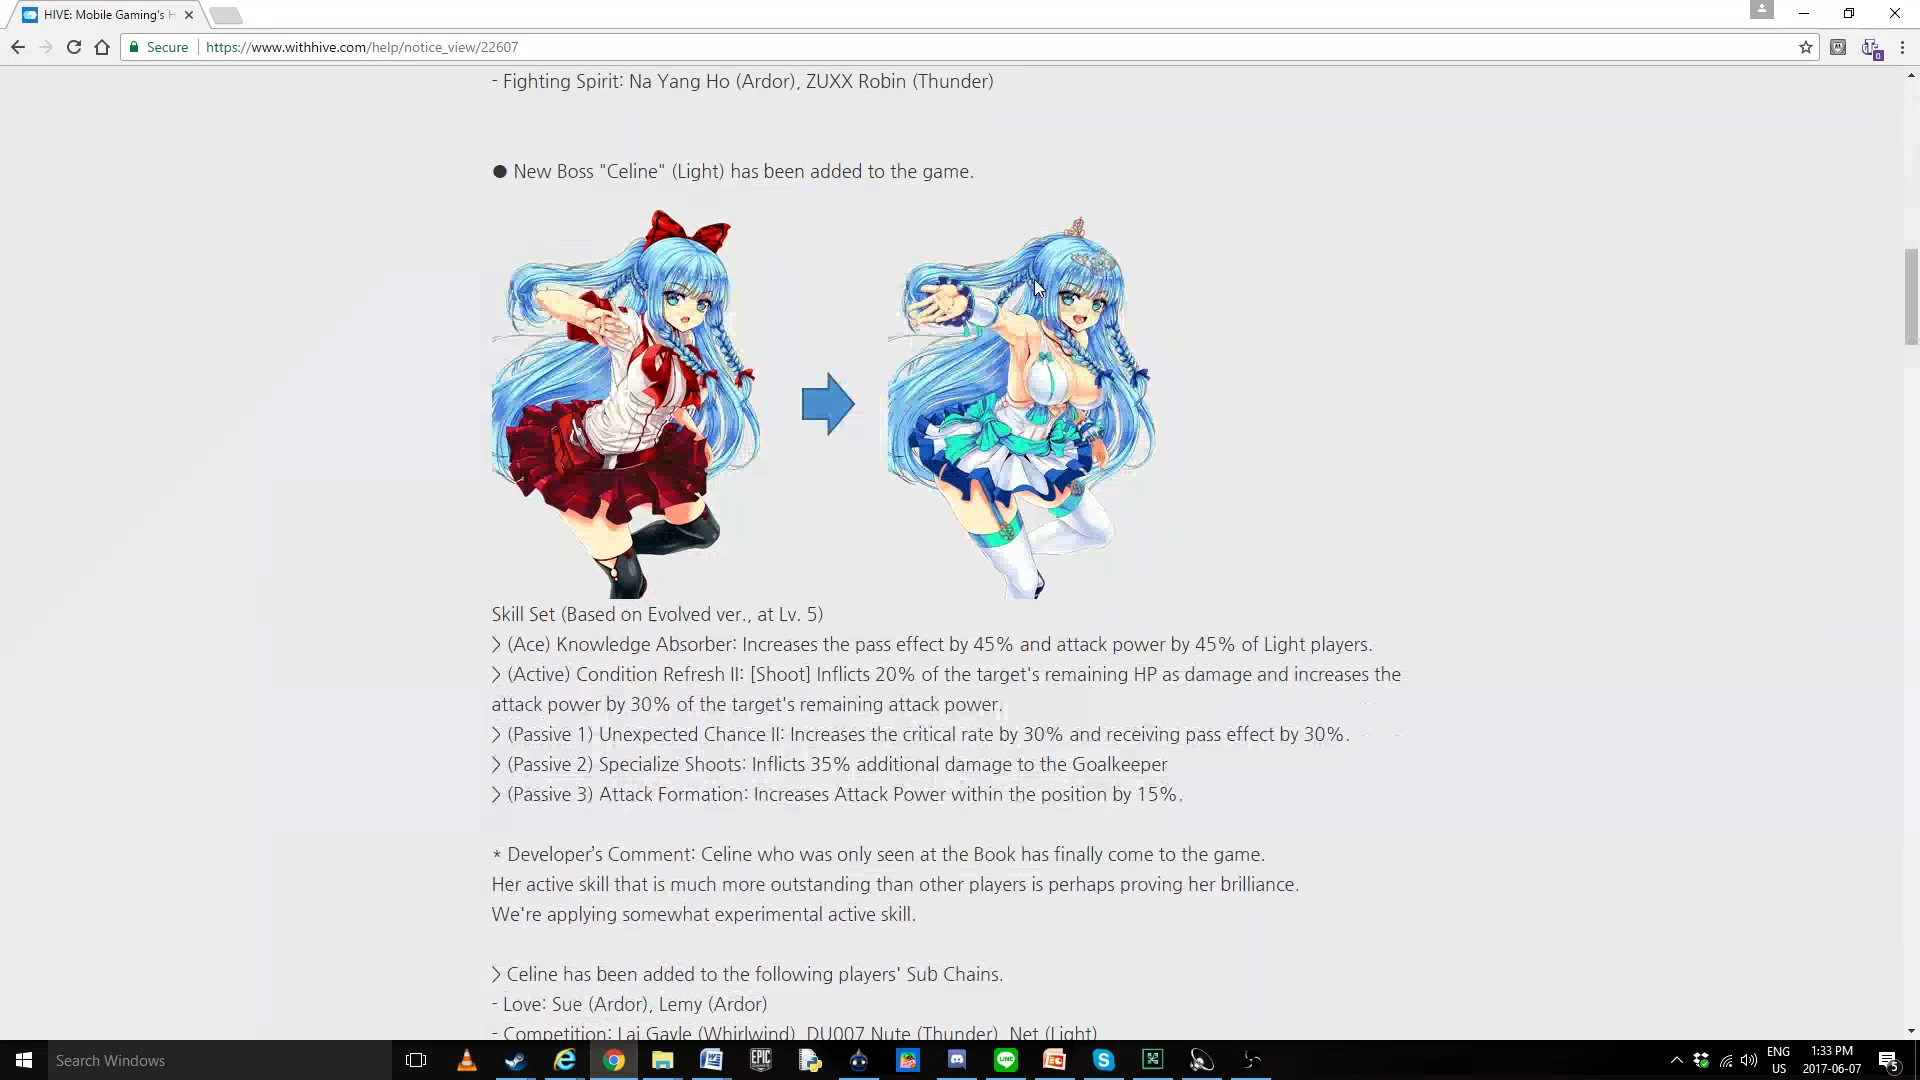 HIVE: Mobile Gaming's H
Secure
https://www.withhive.com/help/notice_view/22607
- Fighting Spirit: Na Yang Ho (Ardor), ZUXX Robin (Thunder)
● New Boss "Celine" (Light) has been added to the game.
Skill Set (Based on Evolved ver., at Lv. 5)
> (Ace) Knowledge Absorber: Increases the pass effect by 45% and attack power by 45% of Light players.
> (Active) Condition Refresh II: [Shoot] Inflicts 20% of the target's remaining HP as damage and increases the
attack power by 30% of the target's remaining attack power.
> (Passive 1) Unexpected Chance II: Increases the critical rate by 30% and receiving pass effect by 30%.
> (Passive 2) Specialize Shoots: Inflicts 35% additional damage to the Goalkeeper
> (Passive 3) Attack Formation: Increases Attack Power within the position by 15%.
* Developer’s Comment: Celine who was only seen at the Book has finally come to the game.
Her active skill that is much more outstanding than other players is perhaps proving her brilliance.
We're applying somewhat experimental active skill.
> Celine has been added to the following players' Sub Chains.
- Love: Sue (Ardor), Lemy (Ardor)
- Competition: Lai Gayle (Whirlwind), DU007 Nute (Thunder), Net (Light)
Search Windows
EPIC
LINE
ENG
US
1:33 PM
2017-06-07
5